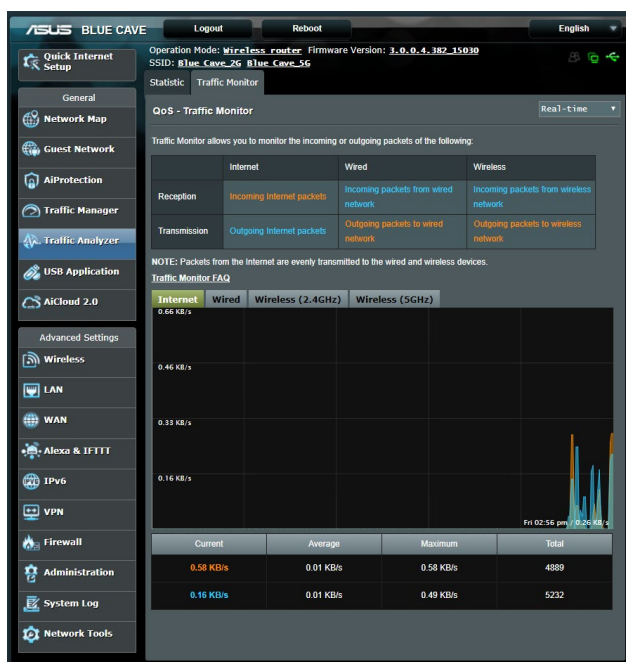 ASUS BLUE CAVE
Logout
Reboot
English
Quick Internet
Setup
Operation Mode: Wireless router Firmware Version: 3.0.0.4.382_15030
SSID: Blue Cave_2G Blue Cave_5G
Statistic
Traffic Monitor
General
Network Map
Guest Network
AiProtection
Traffic Manager
Traffic Analyzer
USB Application
AiCloud 2.0
Advanced Settings
Wireless
LAN
WAN
Alexa & IFTTT
IPv6
VPN
Firewall
Administration
System Log
Network Tools
QoS - Traffic Monitor
Real-time
Traffic Monitor allows you to monitor the incoming or outgoing packets of the following:
Internet
Wired
Wireless
Reception
Incoming Internet packets
Incoming packets from wired
network
Incoming packets from wireless
network
Transmission
Outgoing Internet packets
Outgoing packets to wired
network
Outgoing packets to wireless
network
NOTE: Packets from the Internet are evenly transmitted to the wired and wireless devices.
Traffic Monitor FAQ
Internet
Wired
Wireless (2.4GHz)
Wireless (5GHz)
0.66 KB/s
0.46 KB/s
0.33 KB/s
0.16 KB/s
Fri 02:56 pm / 0.26 KB/s
Current
Average
Maximum
Total
0.58 KB/s
0.01 KB/s
0.58 KB/s
4889
0.16 KB/s
0.01 KB/s
0.49 KB/s
5232